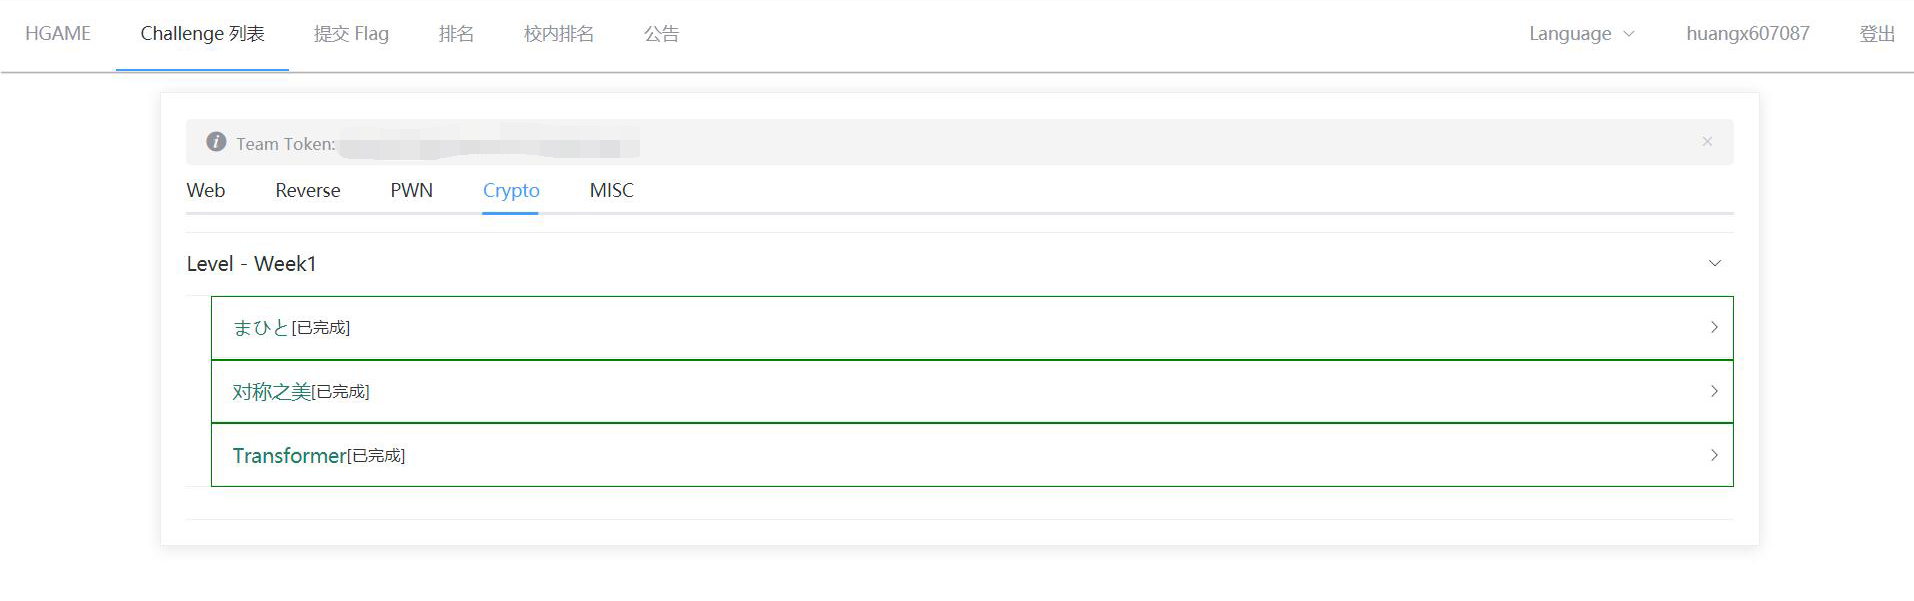 HGAME Challenge 列表 提交 Flag 排名 校内排名 公告 Language huangx607087 登出
Team Token:
Web Reverse PWN Crypto MISC
Level - Week1
まひと[已完成]
对称之美[已完成]
Transformer[已完成]